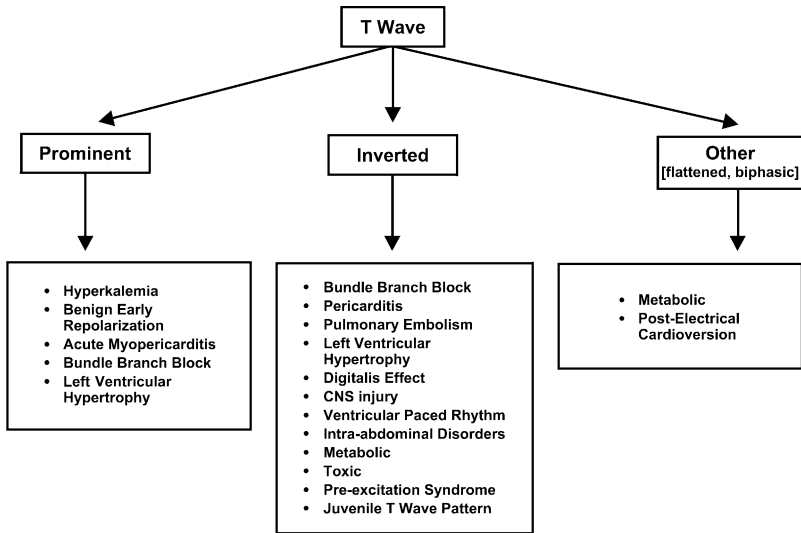 T Wave
Prominent
Inverted
Other
[flattened, biphasic]
• Hyperkalemia
• Benign Early
Repolarization
• Acute Myopericarditis
• Bundle Branch Block
• Left Ventricular
Hypertrophy
• Bundle Branch Block
• Pericarditis
• Pulmonary Embolism
• Left Ventricular
Hypertrophy
• Digitalis Effect
• CNS injury
• Ventricular Paced Rhythm
• Intra-abdominal Disorders
• Metabolic
• Toxic
• Pre-excitation Syndrome
• Juvenile T Wave Pattern
• Metabolic
• Post-Electrical
Cardioversion